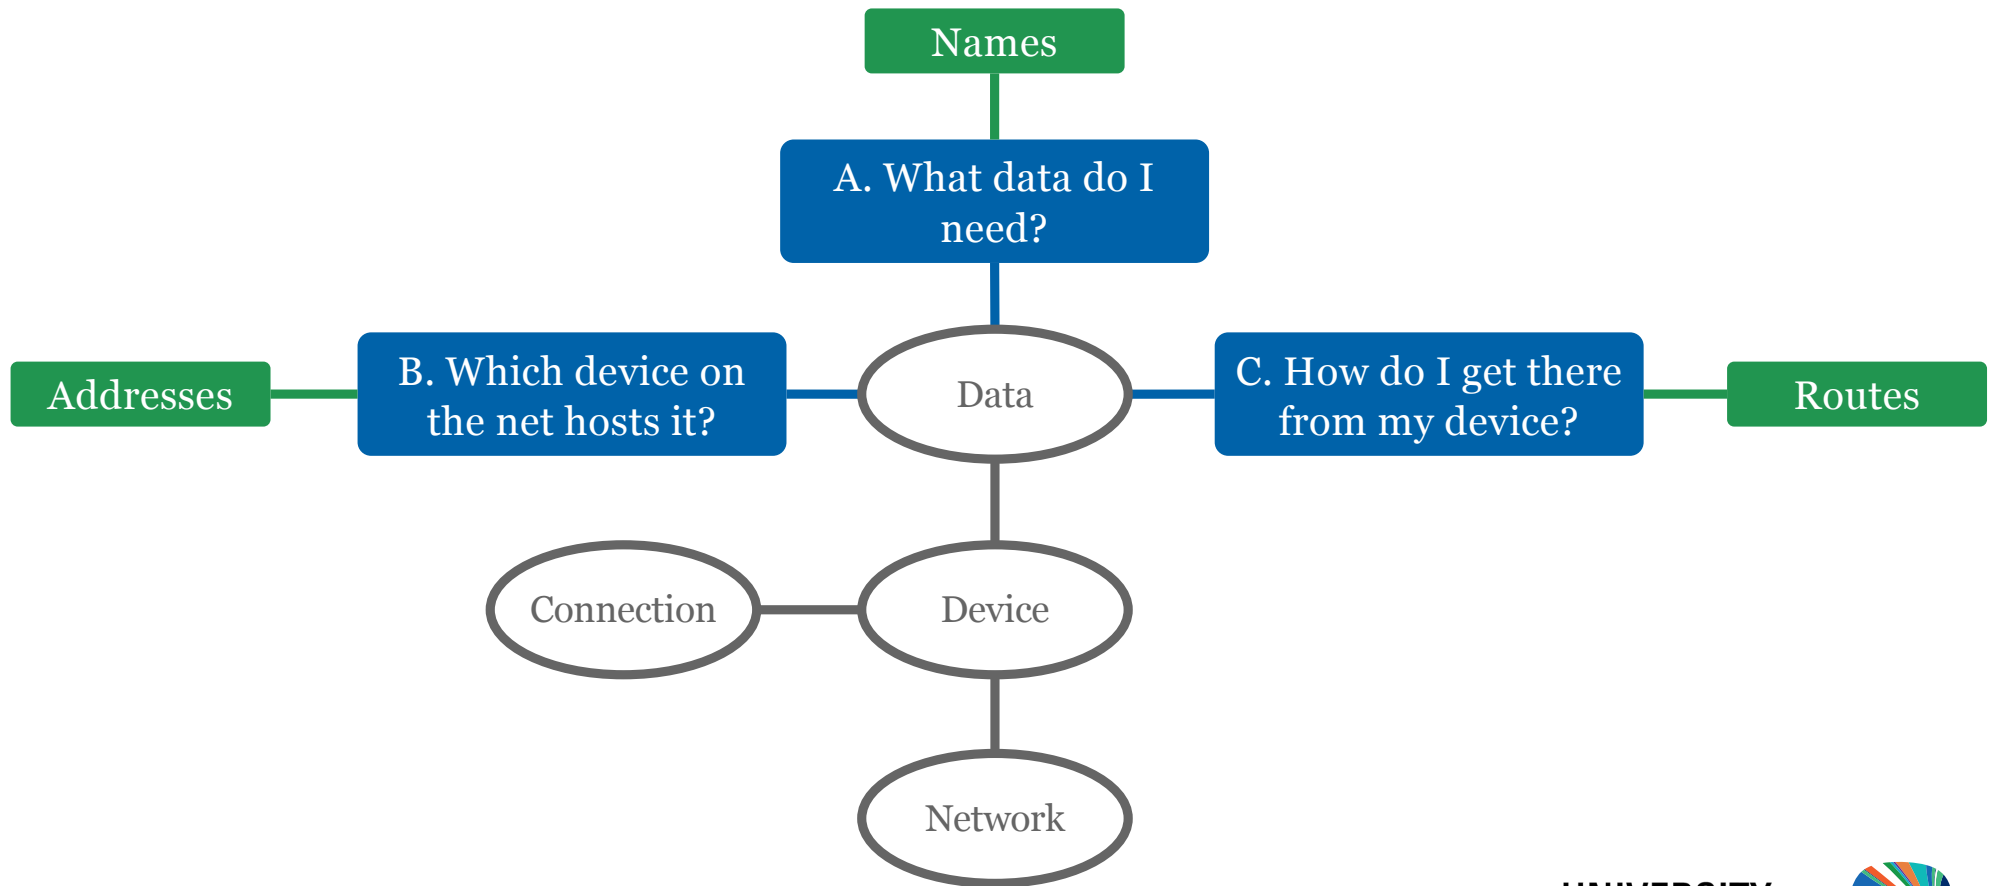 Names
A. What data do I
need?
Addresses
B. Which device on
the net hosts it?
Data
C. How do I get there
from my device?
Routes
Connection
Device
Network
UNIVERSITY